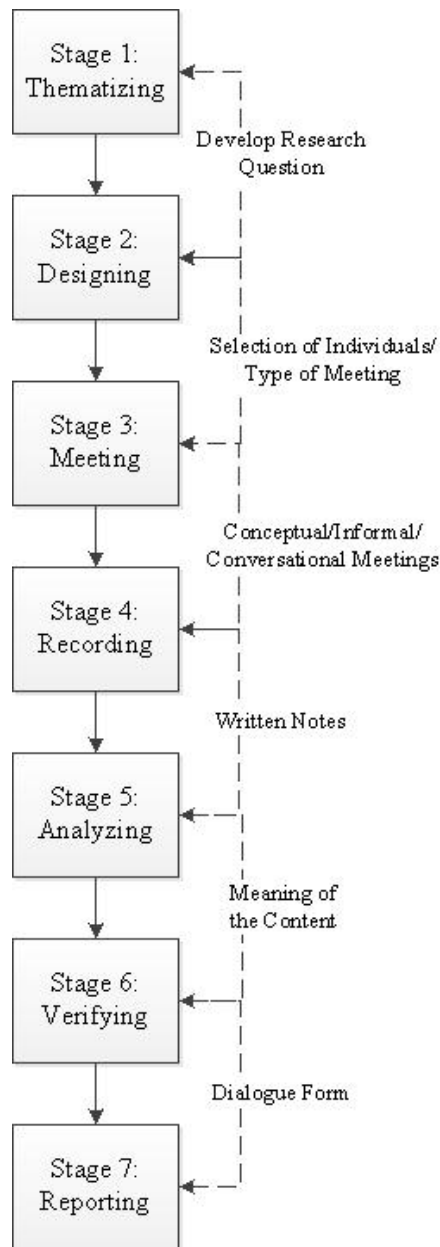 Stage 1:
Thematizing
Develop Research
Question
Stage 2:
Designing
Selection of Individuals/
Type of Meeting
Stage 3:
Meeting
Conceptual/Informal/
Conversational Meetings
Stage 4:
Recording
Written Notes
Stage 5:
Analyzing
Meaning of
the Content
Stage 6:
Verifying
Dialogue Form
Stage 7:
Reporting